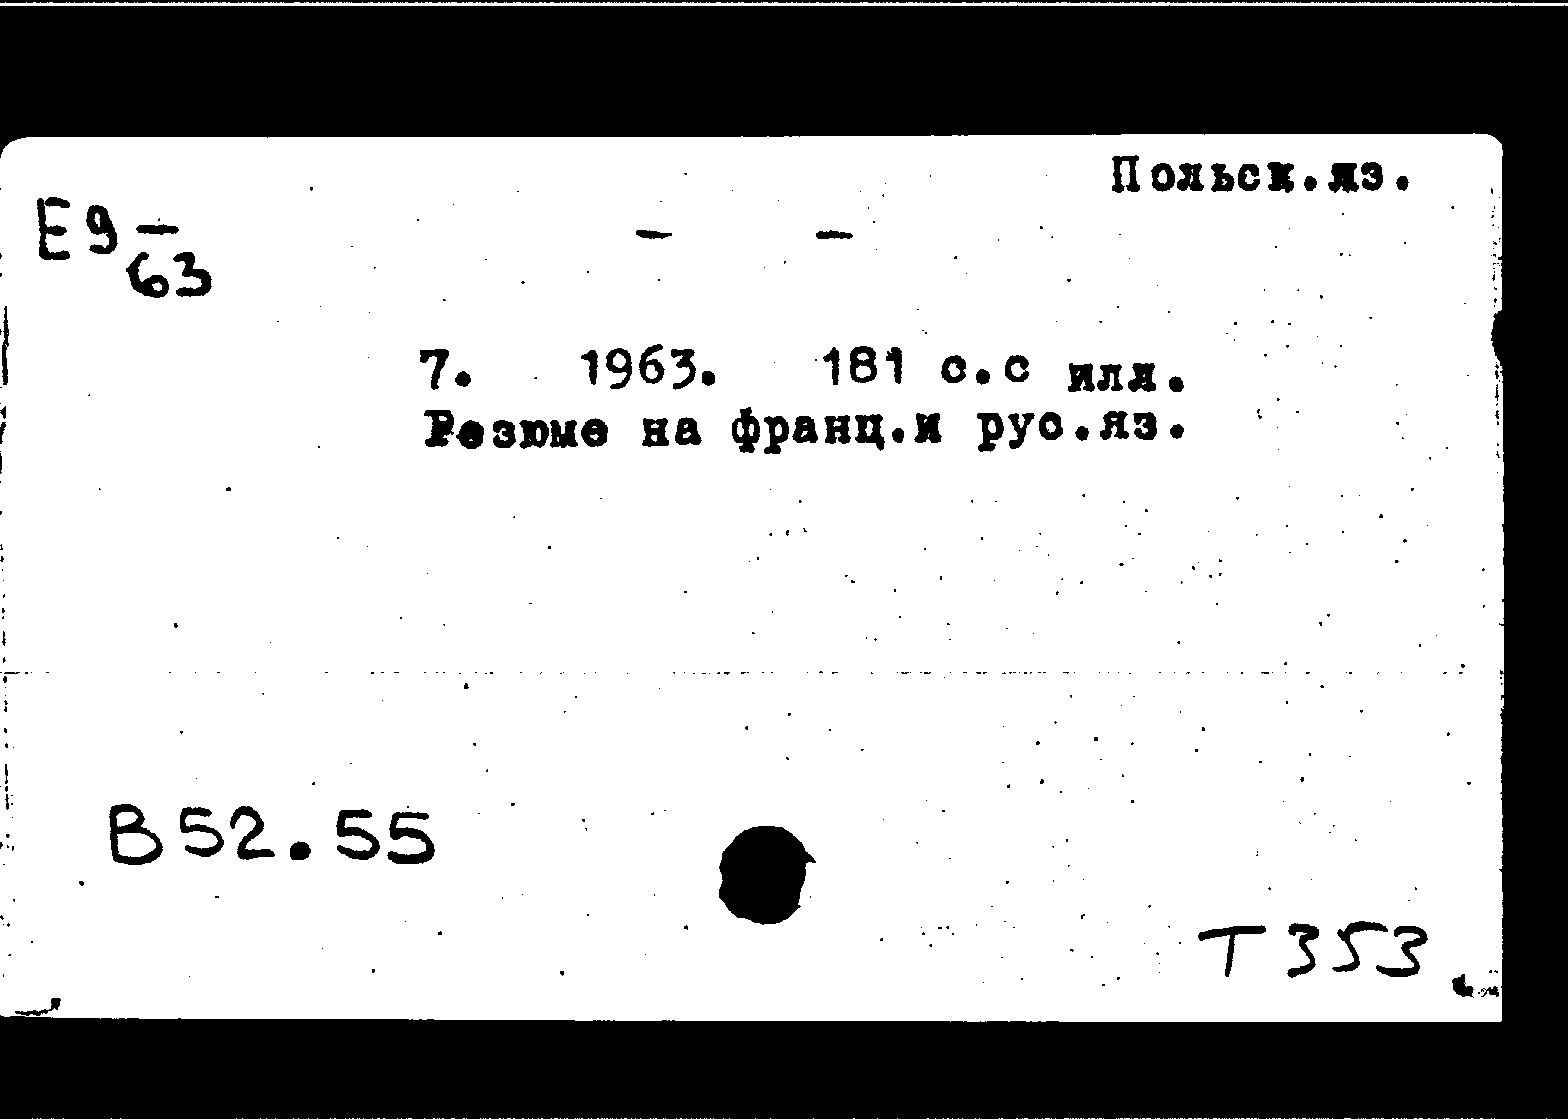 Польск.яз.
Е9 –
63
– –
7. 1963. 181 с.с илл.
Резюме на франц.и рус.яз.
В52.55
Т353